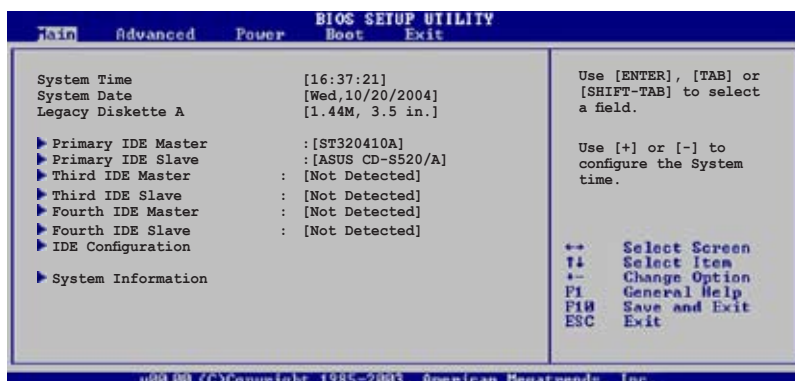 BIOS SETUP UTILITY
Main Advanced Power Boot Exit
System Time [16:37:21]
System Date [Wed,10/20/2004]
Legacy Diskette A [1.44M, 3.5 in.]
Primary IDE Master :[ST320410A]
Primary IDE Slave :[ASUS CD-S520/A]
Third IDE Master : [Not Detected]
Third IDE Slave : [Not Detected]
Fourth IDE Master : [Not Detected]
Fourth IDE Slave : [Not Detected]
IDE Configuration
System Information
Use [ENTER], [TAB] or
[SHIFT-TAB] to select
a field.
Use [+] or [-] to
configure the System
time.
←→ Select Screen
↑↓ Select Item
+- Change Option
F1 General Help
F10 Save and Exit
ESC Exit
v00.00 (C)Copyright 1985-2003, American Megatrends, Inc.